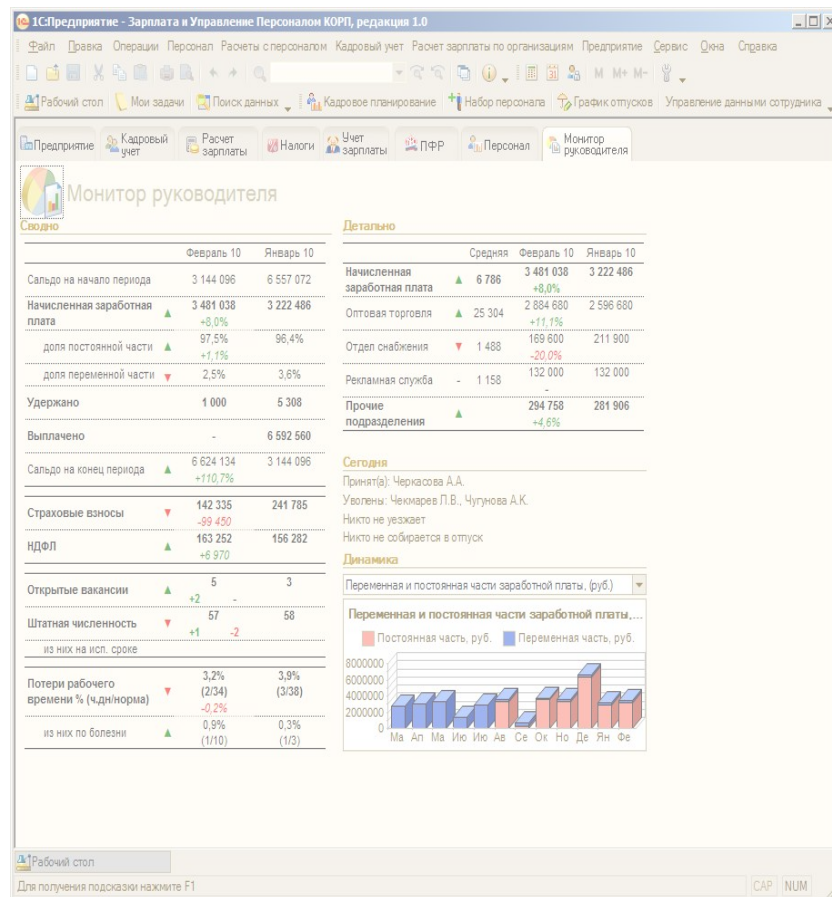 1С:Предприятие - Зарплата и Управление Персоналом КОРП, редакция 1.0
Файл Правка Операции Персонал Расчеты с персоналом Кадровый учет Расчет зарплаты по организациям Предприятие Сервис Окна Справка
M M+ M-
Рабочий стол Мои задачи Поиск данных Кадровое планирование Набор персонала График отпусков Управление данными сотрудника
Предприятие Кадровый учет Расчет зарплаты Налоги Учет зарплаты ПФР Персонал Монитор руководителя
Монитор руководителя
Сводно
Февраль 10 Январь 10
Сальдо на начало периода 3 144 096 6 557 072
Начисленная заработная плата 3 481 038 3 222 486
+8,0%
доля постоянной части 97,5% 96,4%
+1,1%
доля переменной части 2,5% 3,6%
Удержано 1 000 5 308
Выплачено - 6 592 560
Сальдо на конец периода 6 624 134 3 144 096
+110,7%
Страховые взносы 142 335 241 785
-99 450
НДФЛ 163 252 156 282
+6 970
Открытые вакансии 5 3
+2 -
Штатная численность 57 58
+1 -2
из них на исп. сроке
Потери рабочего времени % (ч.дн/норма) 3,2% 3,9%
(2/34) (3/38)
-0,2%
из них по болезни 0,9% 0,3%
(1/10) (1/3)
Детально
Средняя Февраль 10 Январь 10
Начисленная заработная плата 6 786 3 481 038 3 222 486
+8,0%
Оптовая торговля 25 304 2 884 680 2 596 680
+11,1%
Отдел снабжения 1 488 169 600 211 900
-20,0%
Рекламная служба - 1 158 132 000 132 000
-
Прочие подразделения 294 758 281 906
+4,6%
Сегодня
Принят(а): Черкасова А.А.
Уволены: Чекмарев П.В., Чугунова А.К.
Никто не уезжает
Никто не собирается в отпуск
Динамика
Переменная и постоянная части заработной платы, (руб.)
Переменная и постоянная части заработной платы,...
Постоянная часть, руб. Переменная часть, руб.
8000000
6000000
4000000
2000000
0
Ма Ап Ма Ию Ию Ав Се Ок Но Де Ян Фе
Рабочий стол
Для получения подсказки нажмите F1 CAP NUM